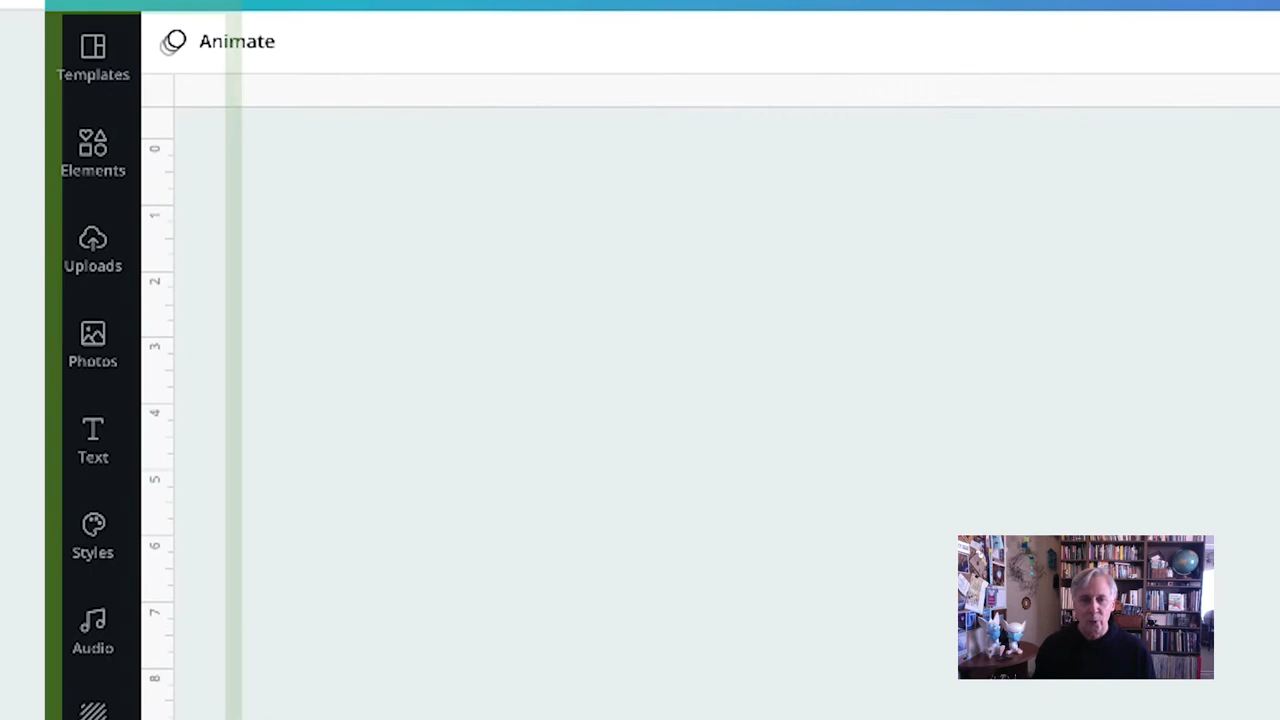 Animate
Templates
Elements
Uploads
Photos
Text
Styles
Audio
0
1
2
3
4
5
6
7
8